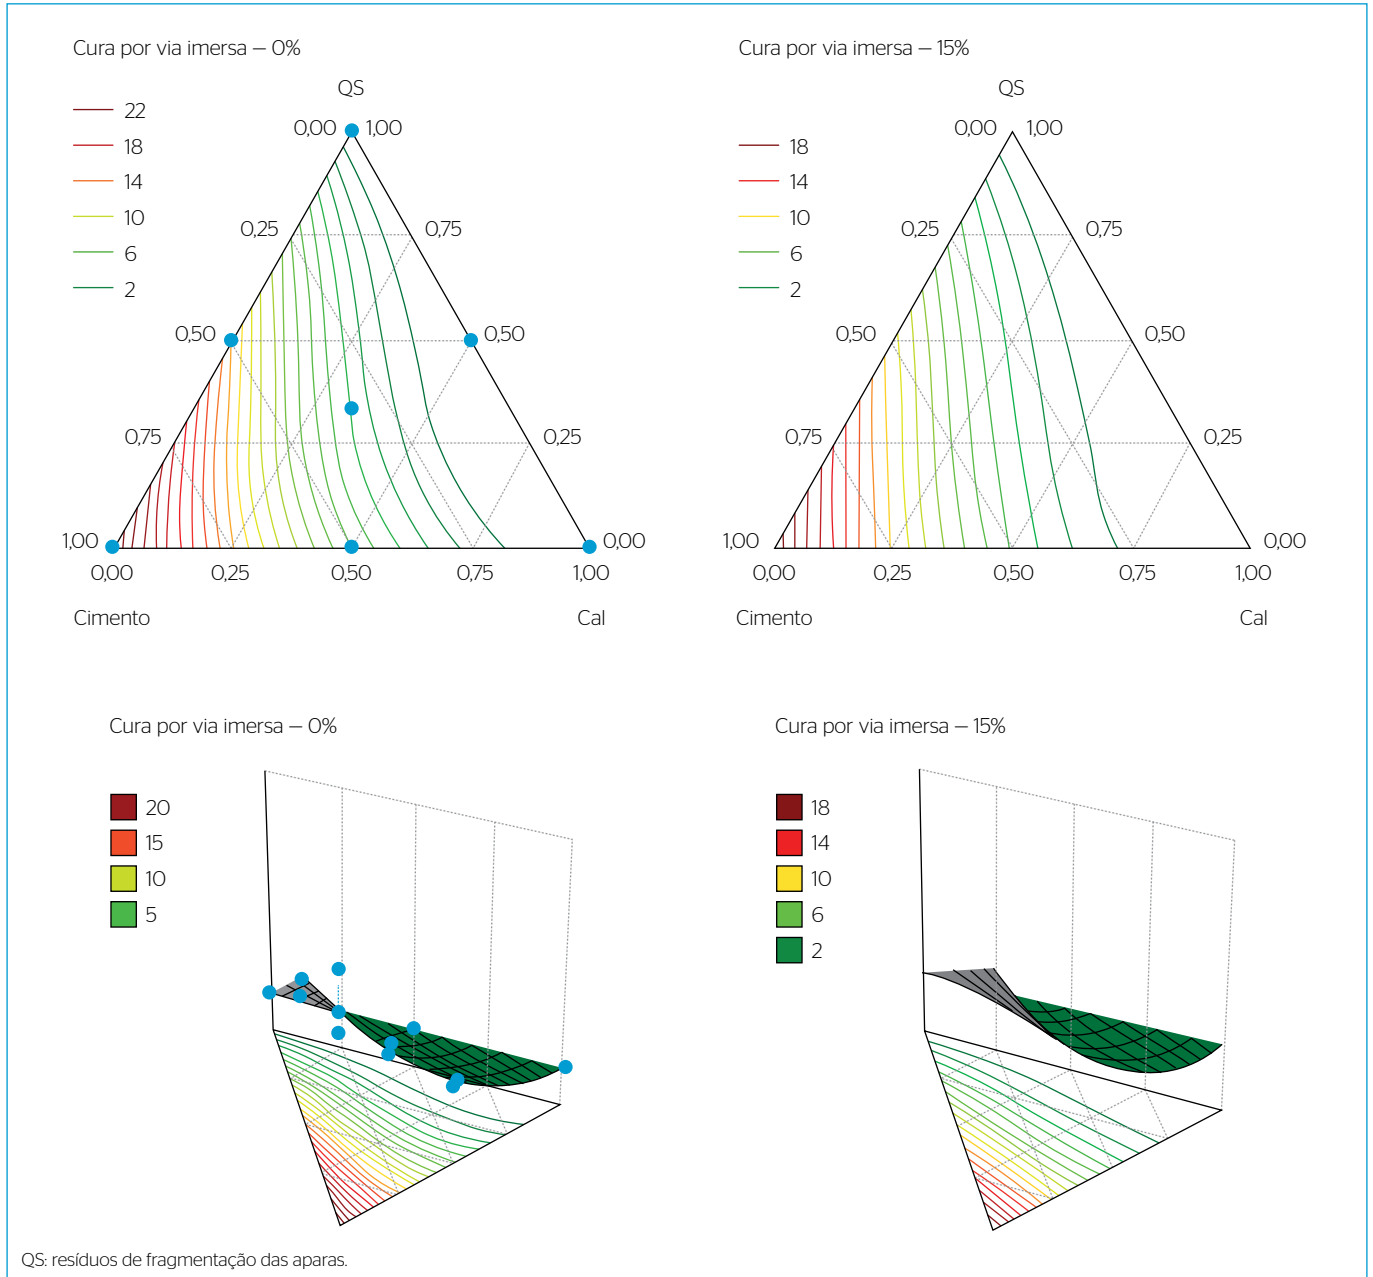 Cura por via imersa – 0%
QS
22
18
14
10
6
2
0,00 1,00
0,25 0,75
0,50 0,50
0,75 0,25
1,00 0,00
0,00 0,25 0,50 0,75 1,00
Cimento Cal
Cura por via imersa – 15%
QS
18
14
10
6
2
0,00 1,00
0,25 0,75
0,50 0,50
0,75 0,25
1,00 0,00
0,00 0,25 0,50 0,75 1,00
Cimento Cal
Cura por via imersa – 0%
20
15
10
5
Cura por via imersa – 15%
18
14
10
6
2
QS: resíduos de fragmentação das aparas.